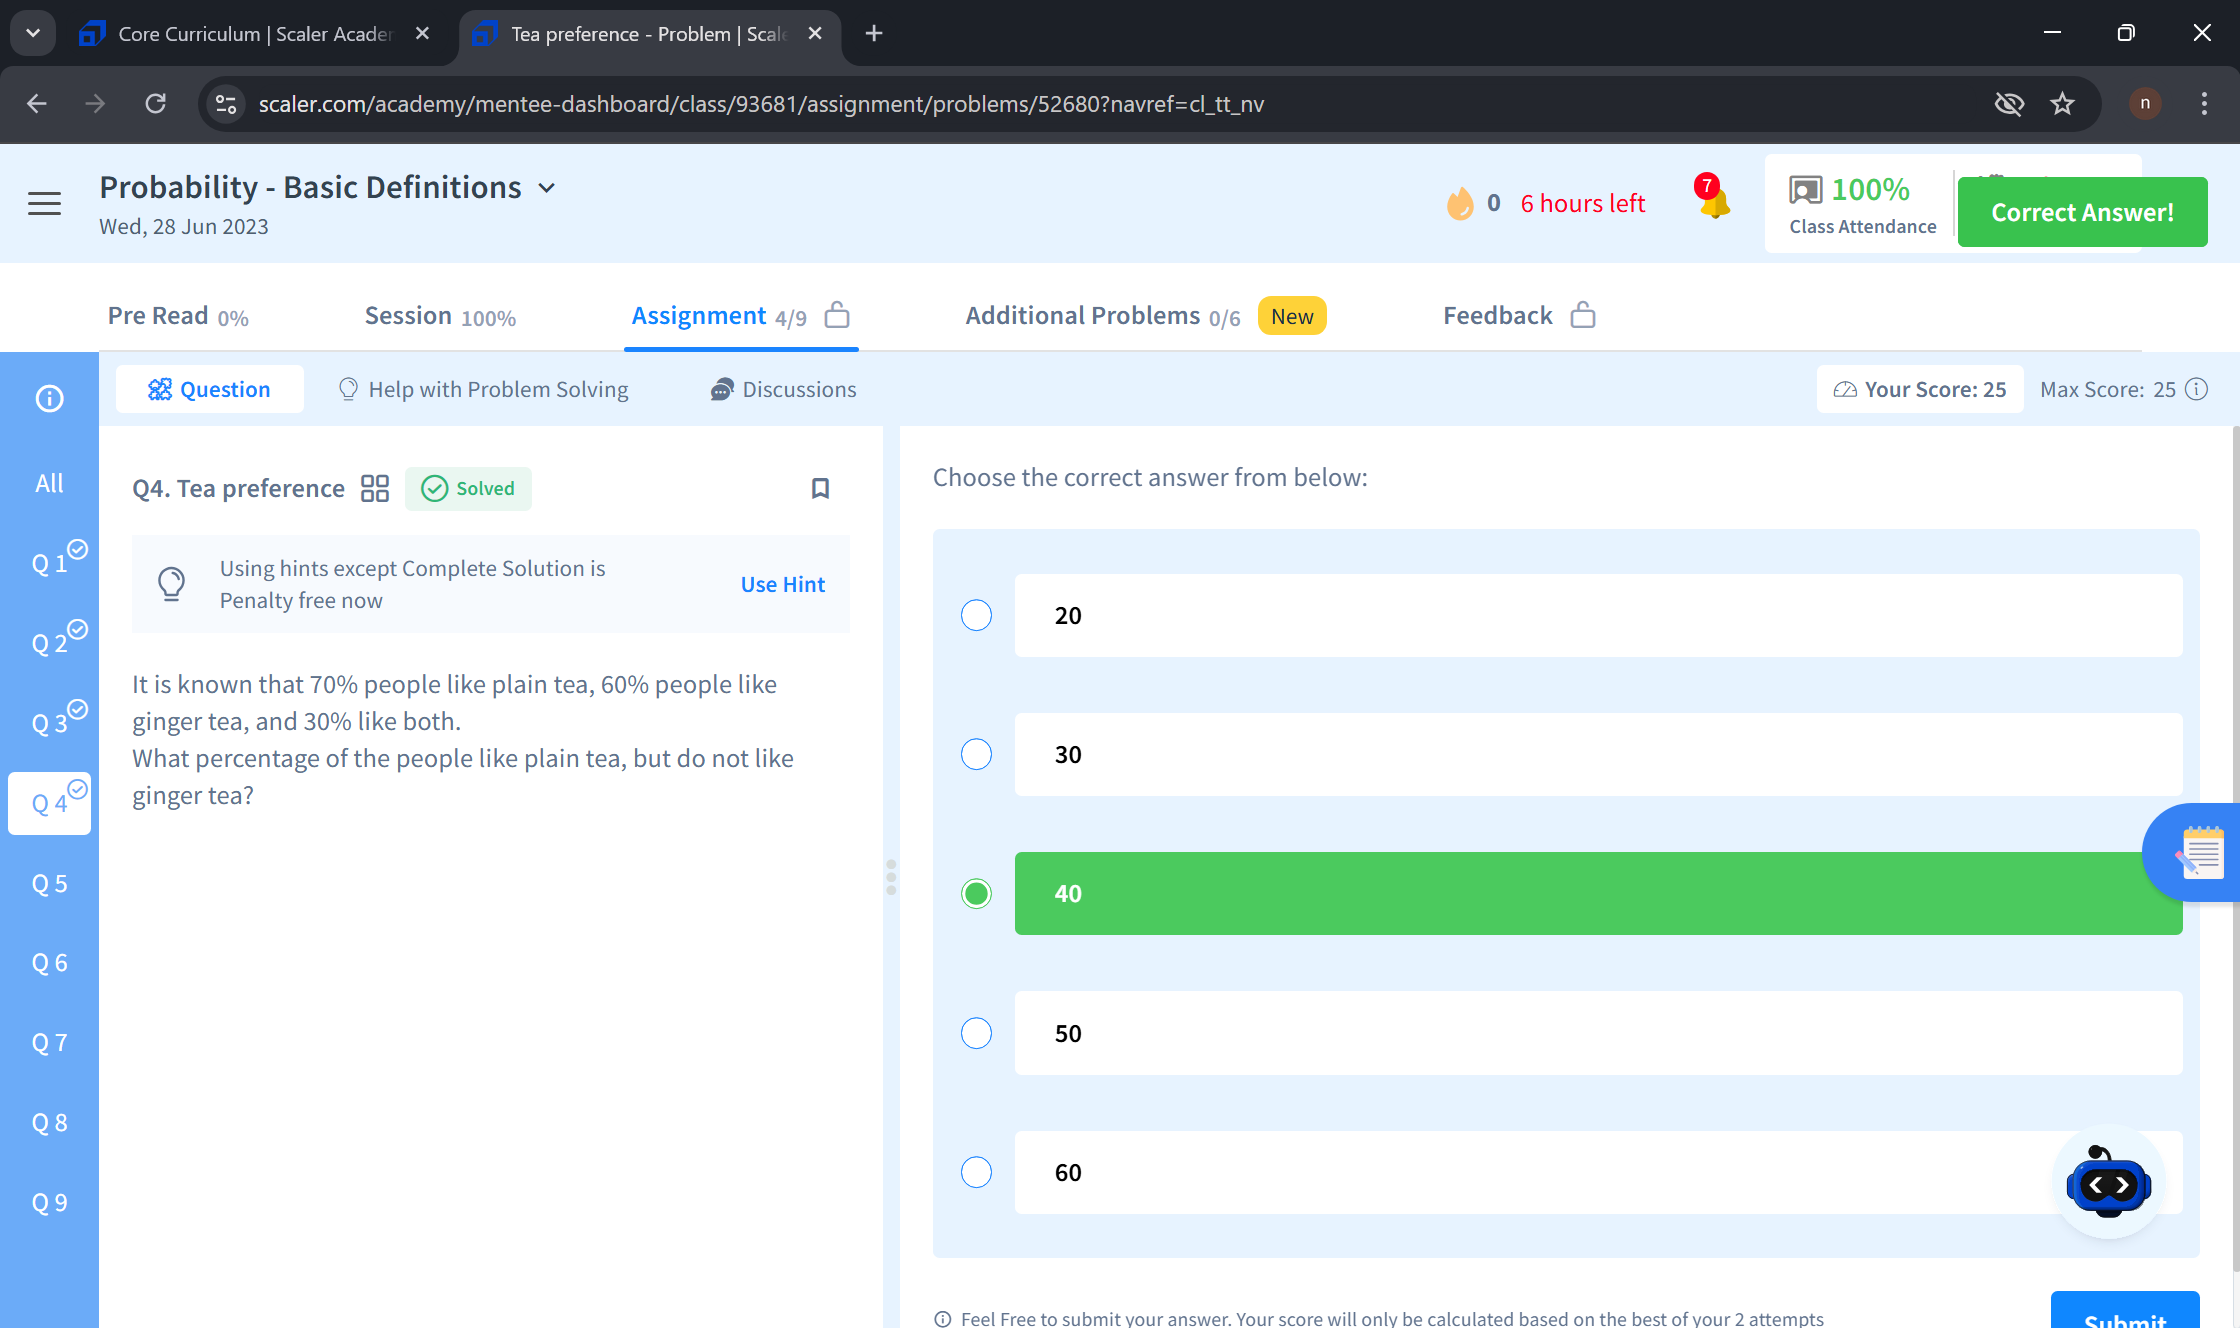 Core Curriculum | Scaler Acader
Tea preference - Problem | Scale
scaler.com/academy/mentee-dashboard/class/93681/assignment/problems/52680?navref=cl_tt_nv
n
Probability - Basic Definitions
Wed, 28 Jun 2023
0
6 hours left
7
100%
Class Attendance
Correct Answer!
Pre Read 0%
Session 100%
Assignment 4/9
Additional Problems 0/6 New
Feedback
Question
Help with Problem Solving
Discussions
Your Score: 25
Max Score: 25
All
Q 1
Q 2
Q 3
Q 4
Q 5
Q 6
Q 7
Q 8
Q 9
Q4. Tea preference
Solved
Using hints except Complete Solution is
Penalty free now
Use Hint
It is known that 70% people like plain tea, 60% people like
ginger tea, and 30% like both.
What percentage of the people like plain tea, but do not like
ginger tea?
Choose the correct answer from below:
20
30
40
50
60
Feel Free to submit your answer. Your score will only be calculated based on the best of your 2 attempts
Submit